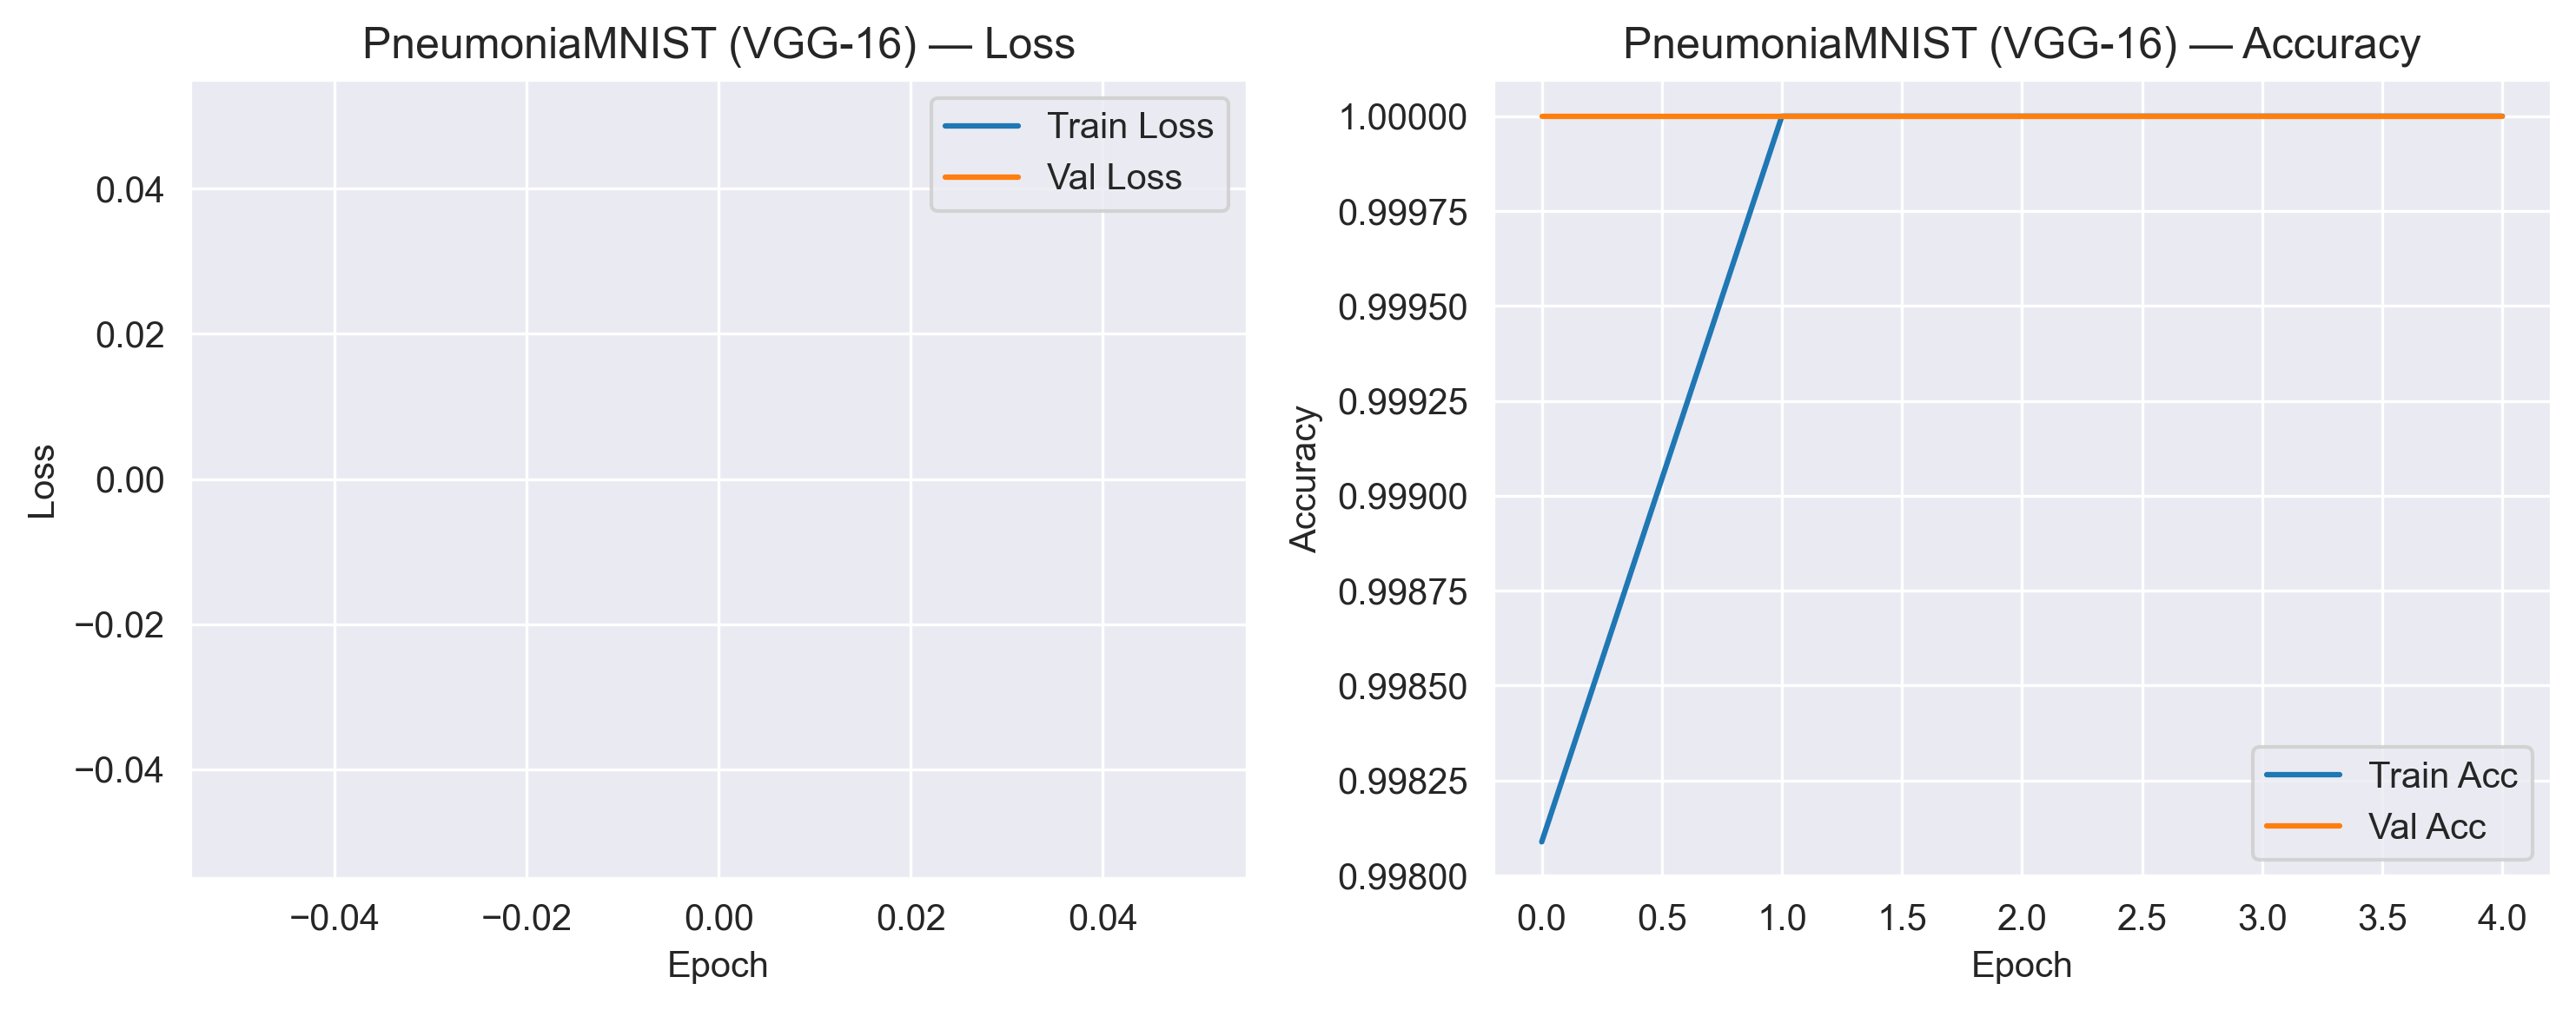 PneumoniaMNIST (VGG-16) — Loss
Train Loss
Val Loss
0.04
0.02
0.00
−0.02
−0.04
Loss
−0.04 −0.02 0.00 0.02 0.04
Epoch
PneumoniaMNIST (VGG-16) — Accuracy
1.00000
0.99975
0.99950
0.99925
0.99900
0.99875
0.99850
0.99825
0.99800
Accuracy
Train Acc
Val Acc
0.0 0.5 1.0 1.5 2.0 2.5 3.0 3.5 4.0
Epoch